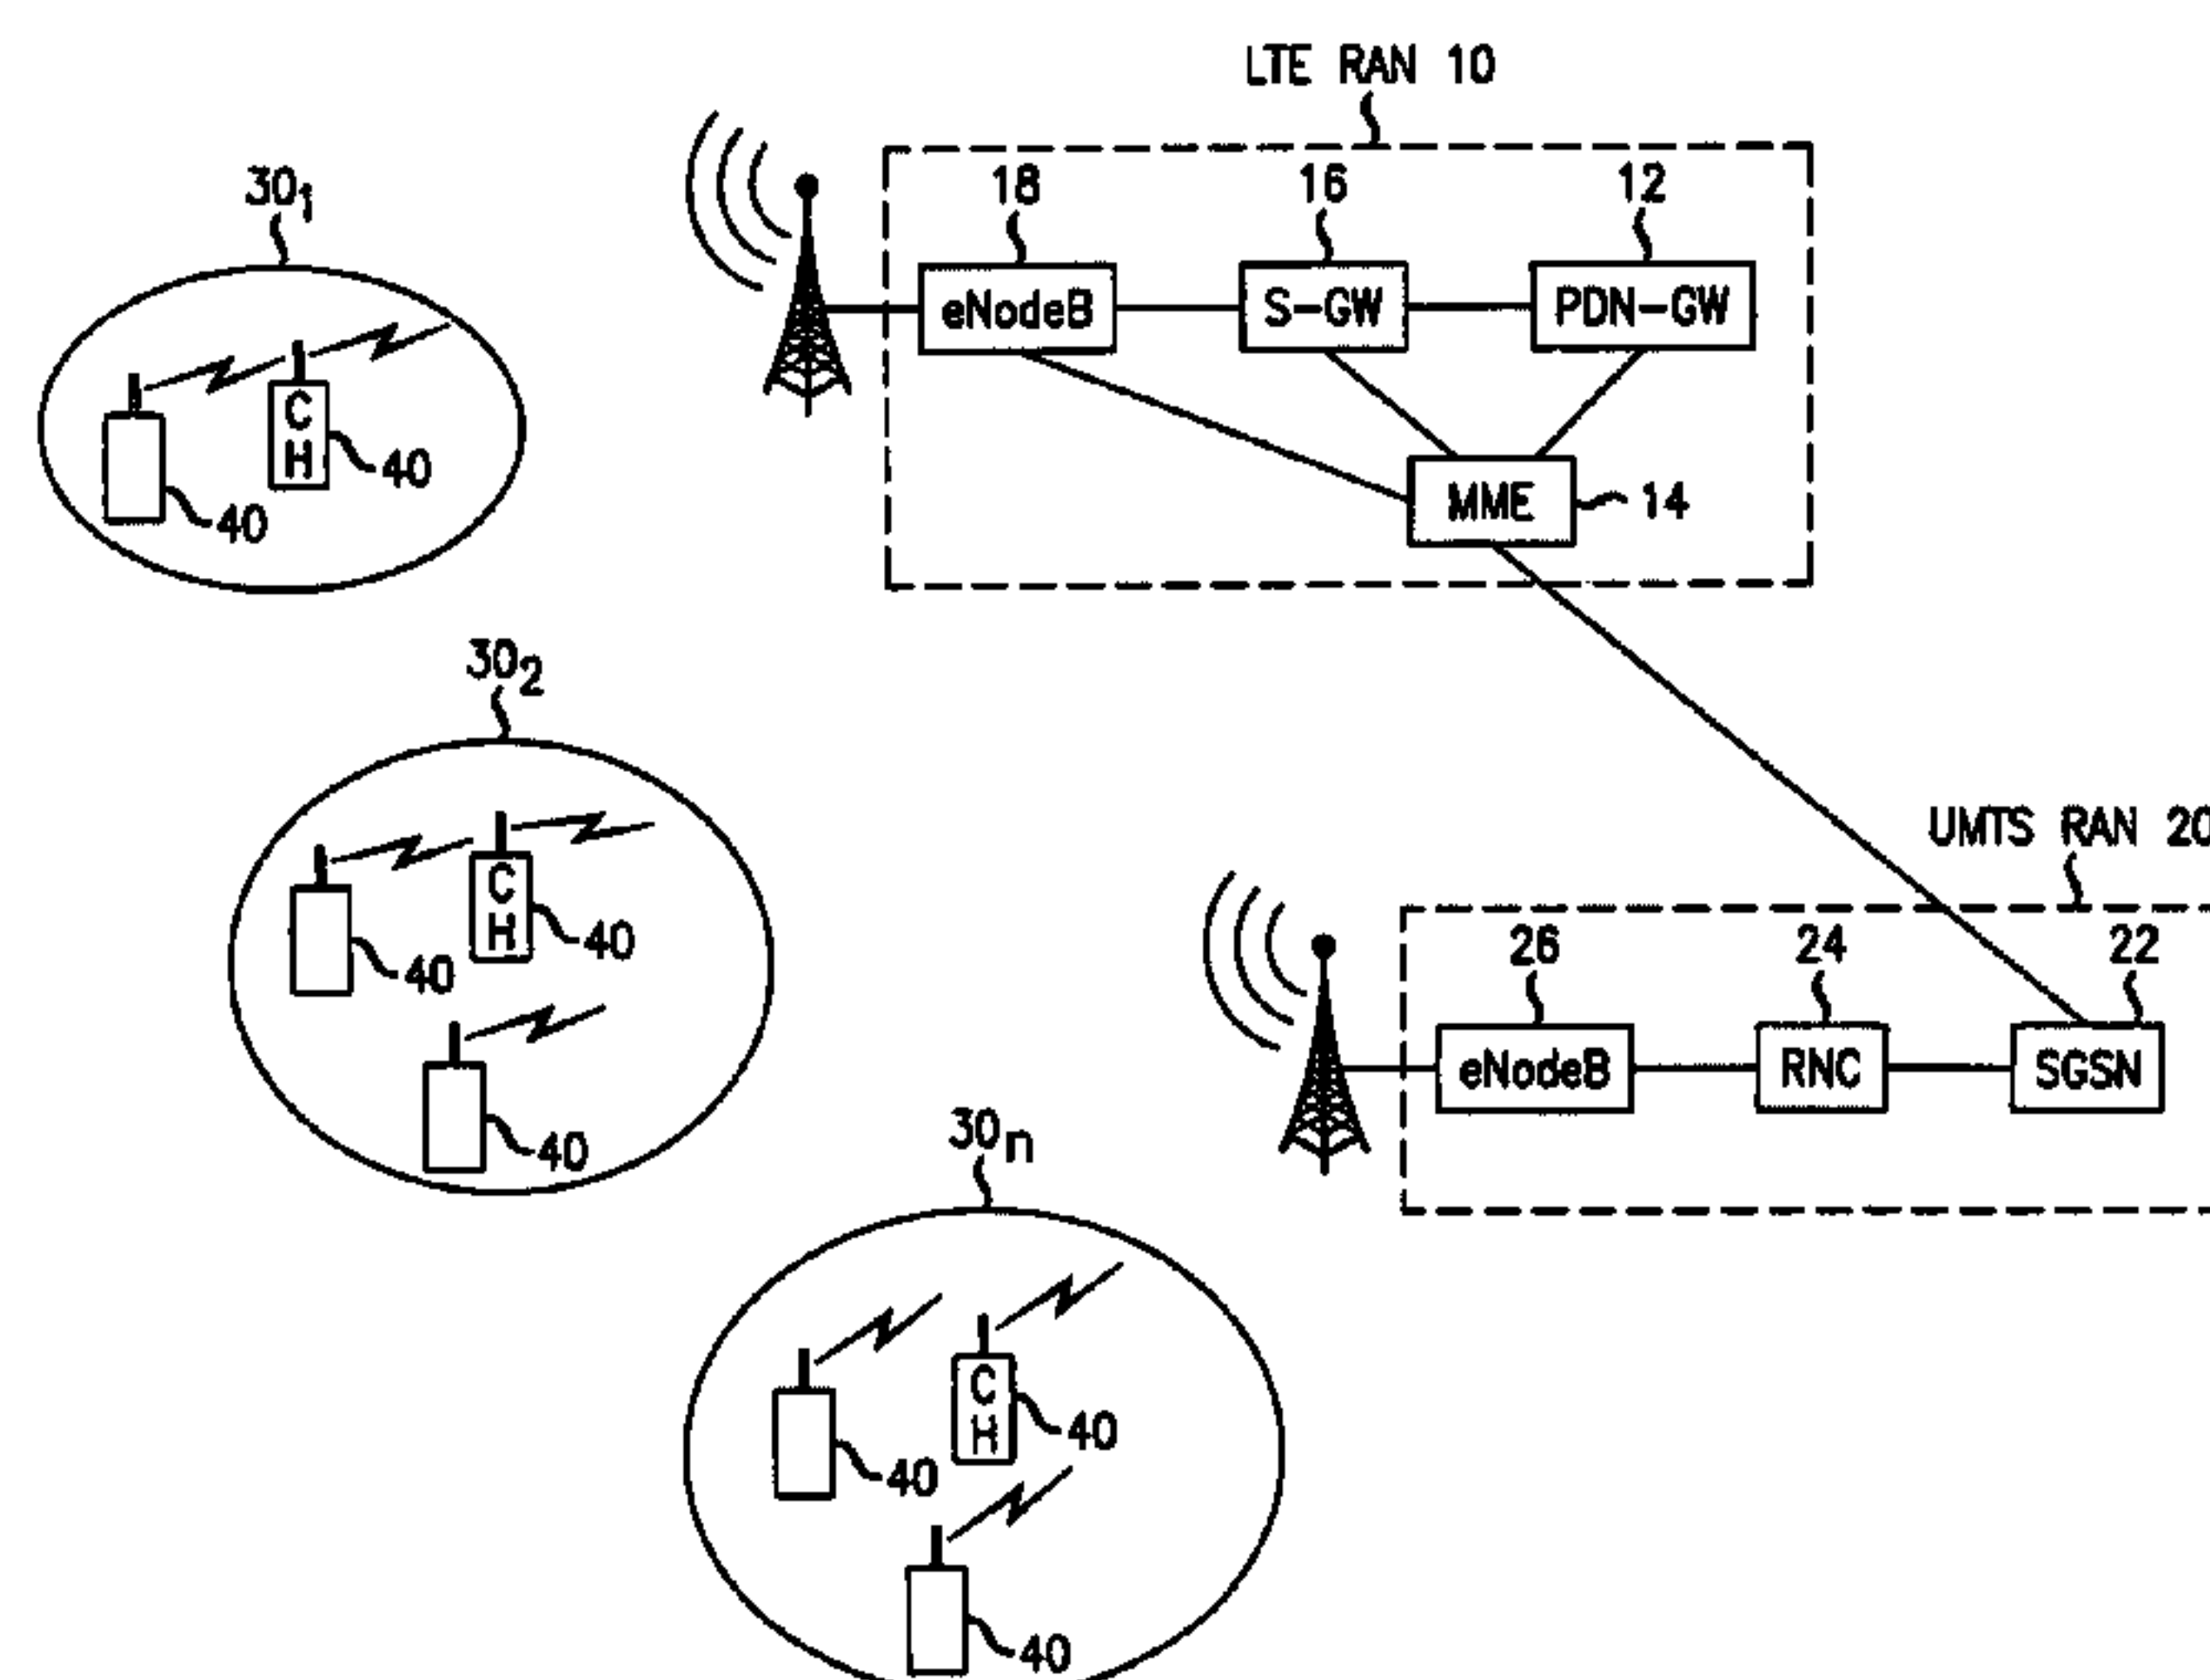 LTE RAN 10
18
16
12
eNodeB
S-GW
PDN-GW
MME
14
30₁
C
H
40
40
30₂
C
H
40
40
40
UMTS RAN 20
26
24
22
eNodeB
RNC
SGSN
30n
C
H
40
40
40